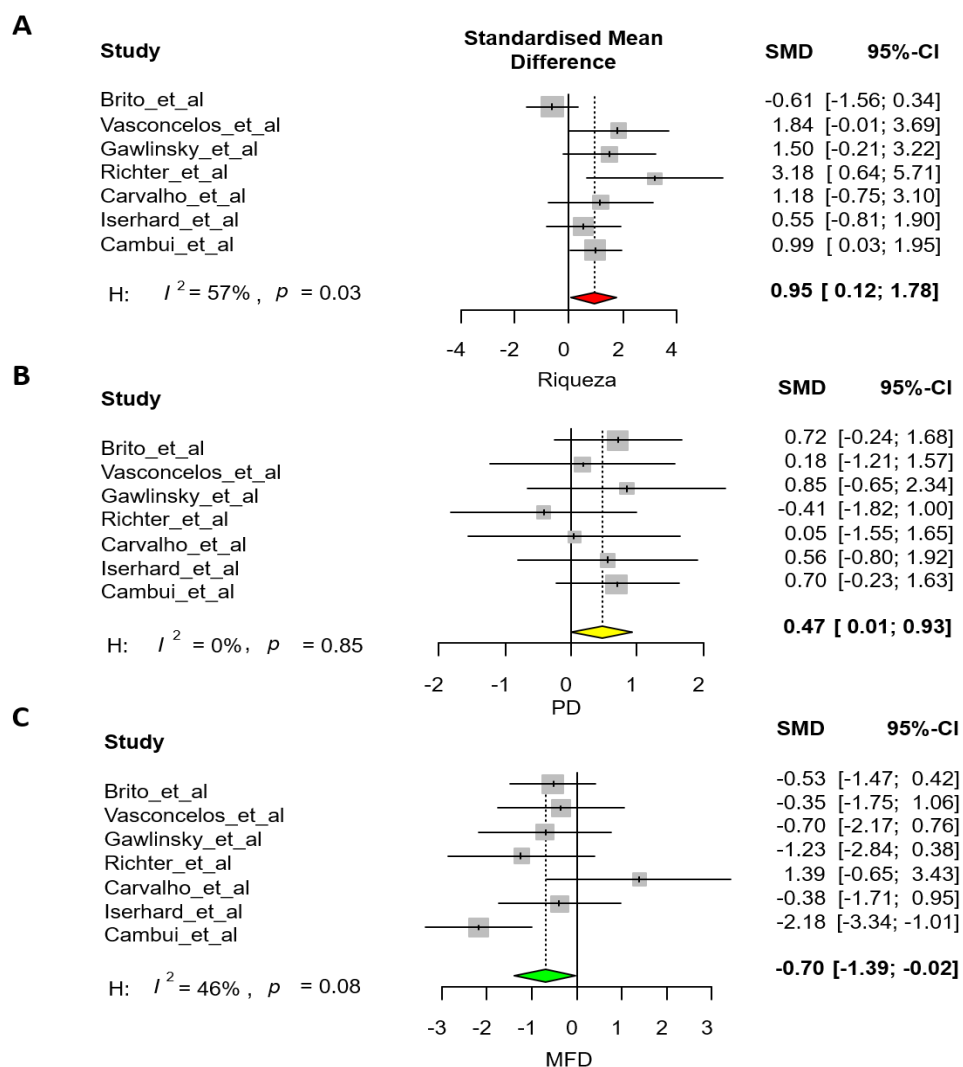 A
Study Standardised Mean Difference SMD 95%-CI
Brito_et_al -0.61 [-1.56; 0.34]
Vasconcelos_et_al 1.84 [-0.01; 3.69]
Gawlinsky_et_al 1.50 [-0.21; 3.22]
Richter_et_al 3.18 [ 0.64; 5.71]
Carvalho_et_al 1.18 [-0.75; 3.10]
Iserhard_et_al 0.55 [-0.81; 1.90]
Cambui_et_al 0.99 [ 0.03; 1.95]
H: I 2 = 57% , p = 0.03 0.95 [ 0.12; 1.78]
-4 -2 0 2 4
Riqueza
B
Study SMD 95%-CI
Brito_et_al 0.72 [-0.24; 1.68]
Vasconcelos_et_al 0.18 [-1.21; 1.57]
Gawlinsky_et_al 0.85 [-0.65; 2.34]
Richter_et_al -0.41 [-1.82; 1.00]
Carvalho_et_al 0.05 [-1.55; 1.65]
Iserhard_et_al 0.56 [-0.80; 1.92]
Cambui_et_al 0.70 [-0.23; 1.63]
H: I 2 = 0%, p = 0.85 0.47 [ 0.01; 0.93]
-2 -1 0 1 2
PD
C
Study SMD 95%-CI
Brito_et_al -0.53 [-1.47; 0.42]
Vasconcelos_et_al -0.35 [-1.75; 1.06]
Gawlinsky_et_al -0.70 [-2.17; 0.76]
Richter_et_al -1.23 [-2.84; 0.38]
Carvalho_et_al 1.39 [-0.65; 3.43]
Iserhard_et_al -0.38 [-1.71; 0.95]
Cambui_et_al -2.18 [-3.34; -1.01]
H: I 2 = 46% , p = 0.08 -0.70 [-1.39; -0.02]
-3 -2 -1 0 1 2 3
MFD